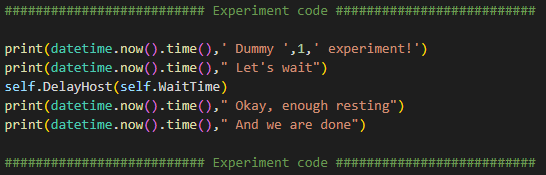 ########################## Experiment code ##########################
print(datetime.now().time(),' Dummy ',1,' experiment!')
print(datetime.now().time()," Let's wait")
self.DelayHost(self.WaitTime)
print(datetime.now().time()," Okay, enough resting")
print(datetime.now().time()," And we are done")
########################## Experiment code ##########################